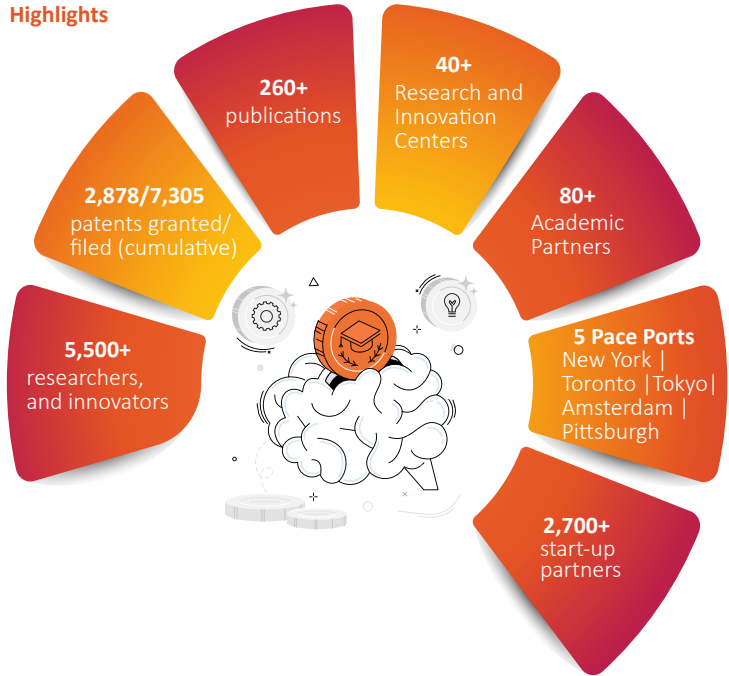 Highlights
5,500+
researchers,
and innovators
2,878/7,305
patents granted/
filed (cumulative)
260+
publications
40+
Research and
Innovation
Centers
80+
Academic
Partners
5 Pace Ports
New York |
Toronto |Tokyo|
Amsterdam |
Pittsburgh
2,700+
start-up
partners